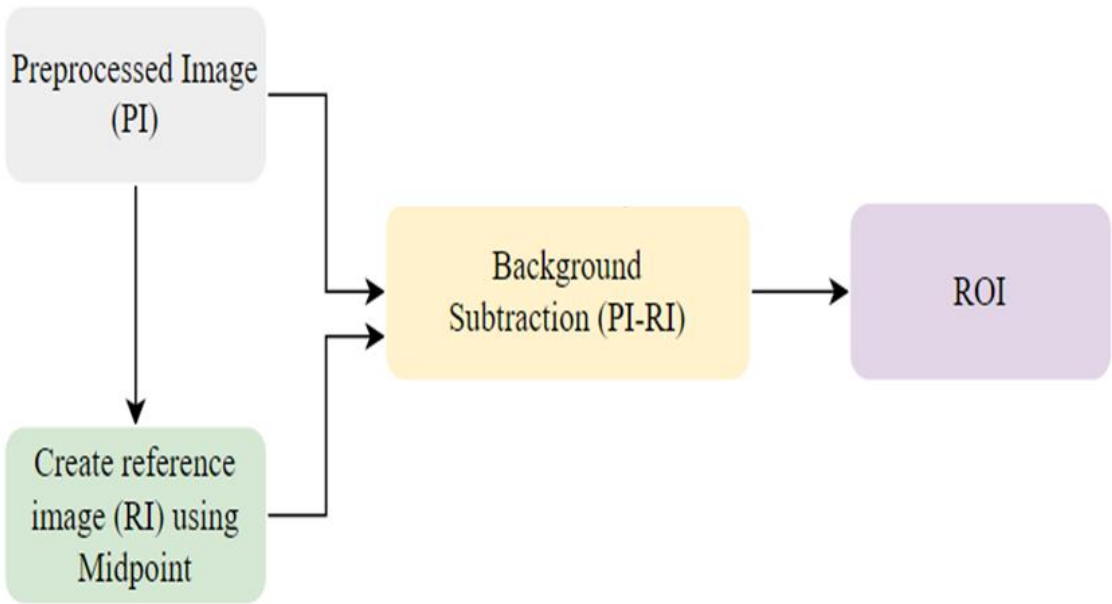 Preprocessed Image
(PI)
Create reference
image (RI) using
Midpoint
Background
Subtraction (PI-RI)
ROI